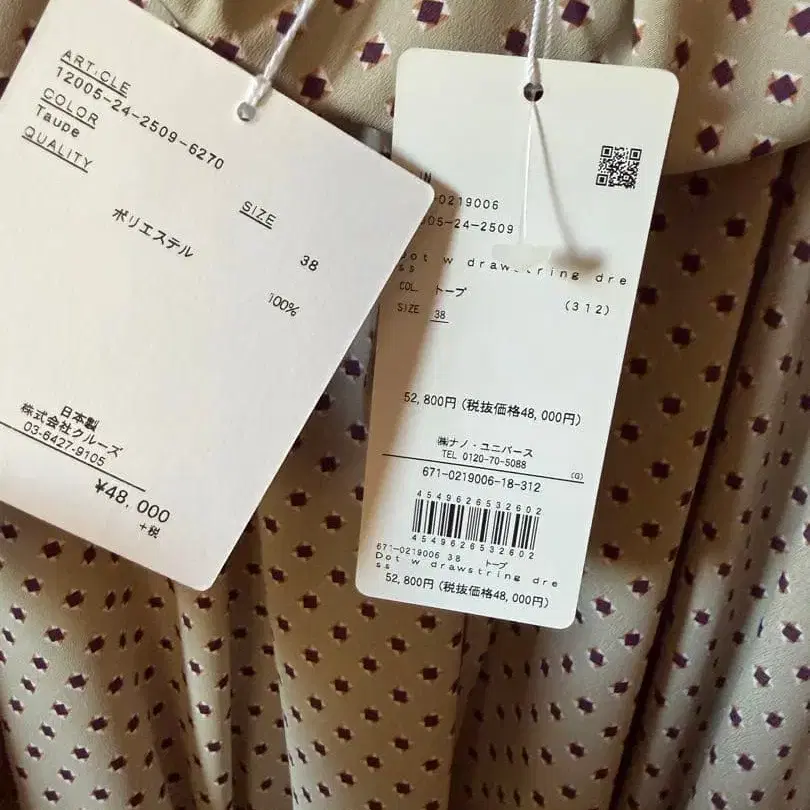 ARTICLE
12005-24-2509-6270
COLOR
Taupe
QUALITY
SIZE
ポリエステル
38
100%
日本製
株式会社クルーズ
03-6427-9105
¥48,000
+税
-0219006
005-24-2509
Dot w drawstring dre
ss
COL. トープ (312)
SIZE 38
52,800円(税抜価格48,000円)
㈱ナノ・ユニバース
TEL 0120-70-5088
(G)
671-0219006-18-312
4549626532602
4549626532602
671-0219006 38 トープ
Dot w drawstring dre
ss
52,800円(税抜価格48,000円)